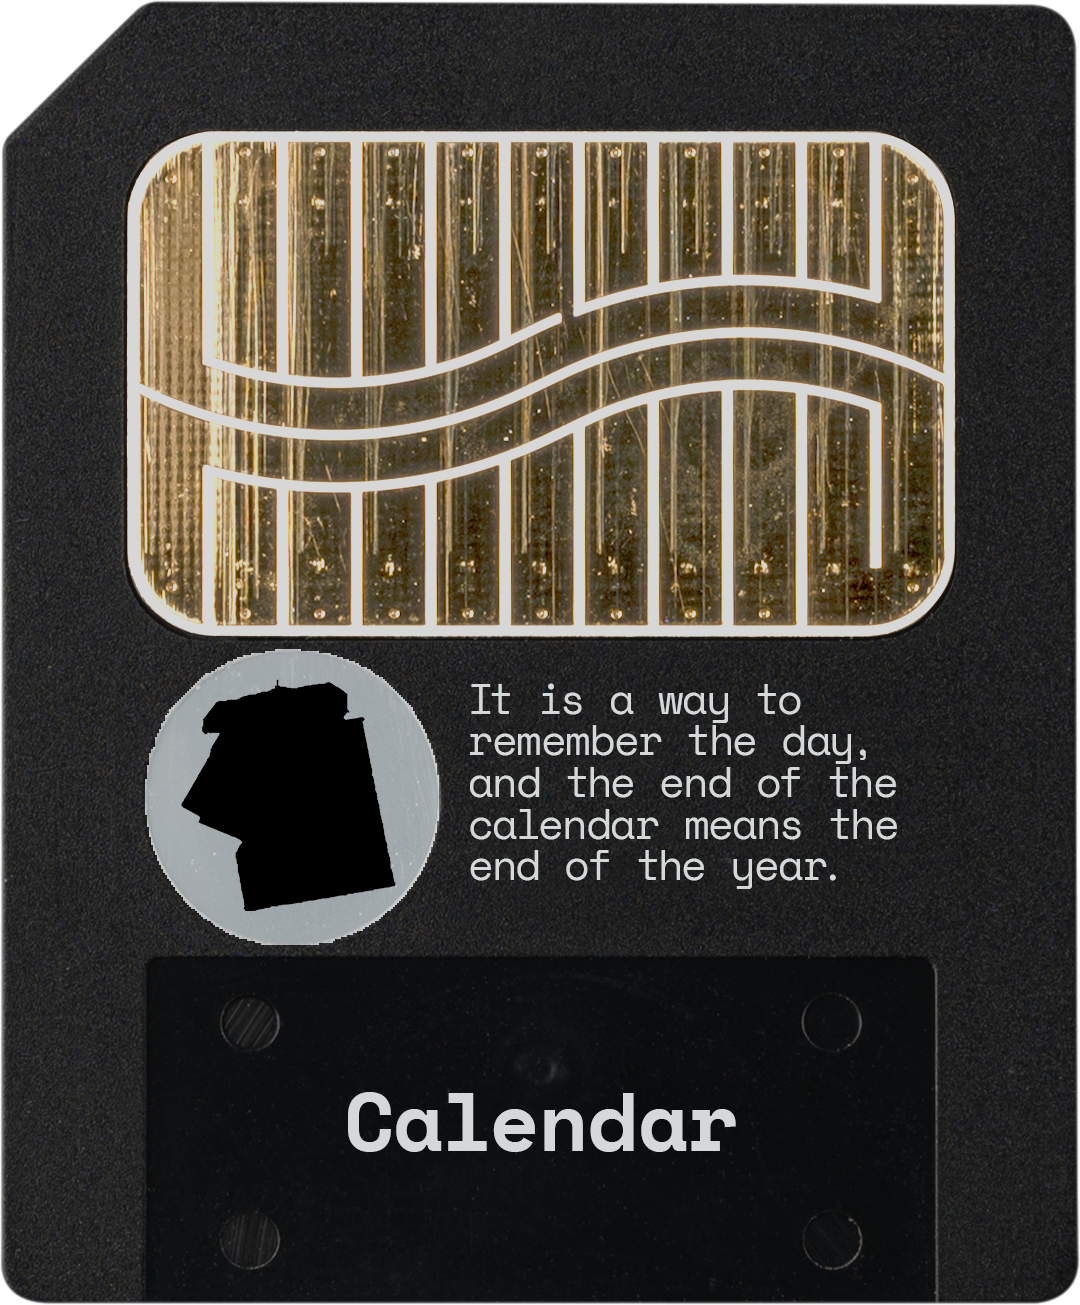 It is a way to
remember the day,
and the end of the
calendar means the
end of the year.
Calendar